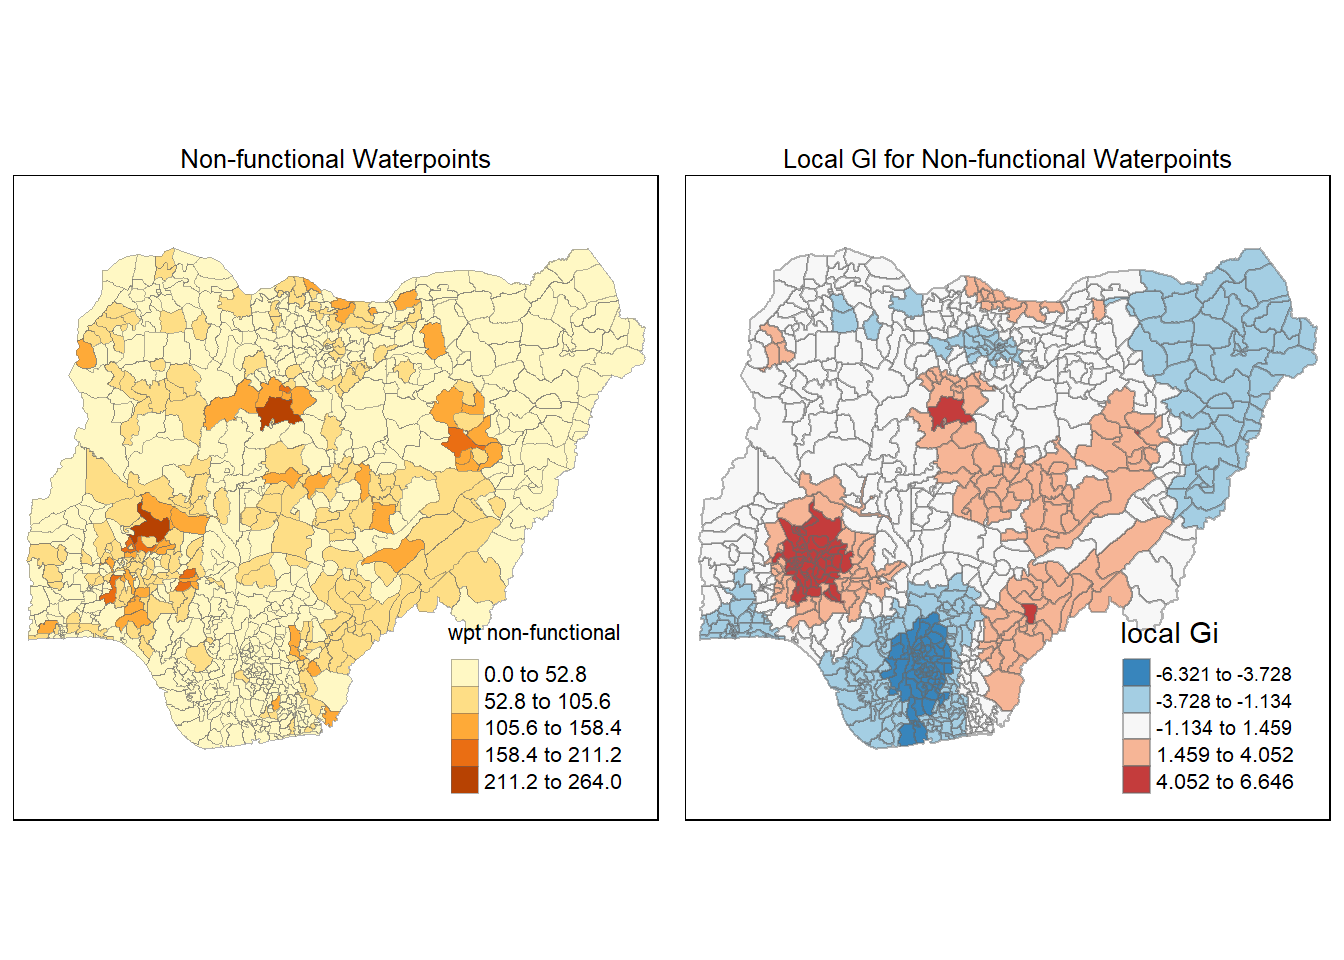 Non-functional Waterpoints
wpt non-functional
0.0 to 52.8
52.8 to 105.6
105.6 to 158.4
158.4 to 211.2
211.2 to 264.0
Local GI for Non-functional Waterpoints
local Gi
-6.321 to -3.728
-3.728 to -1.134
-1.134 to 1.459
1.459 to 4.052
4.052 to 6.646